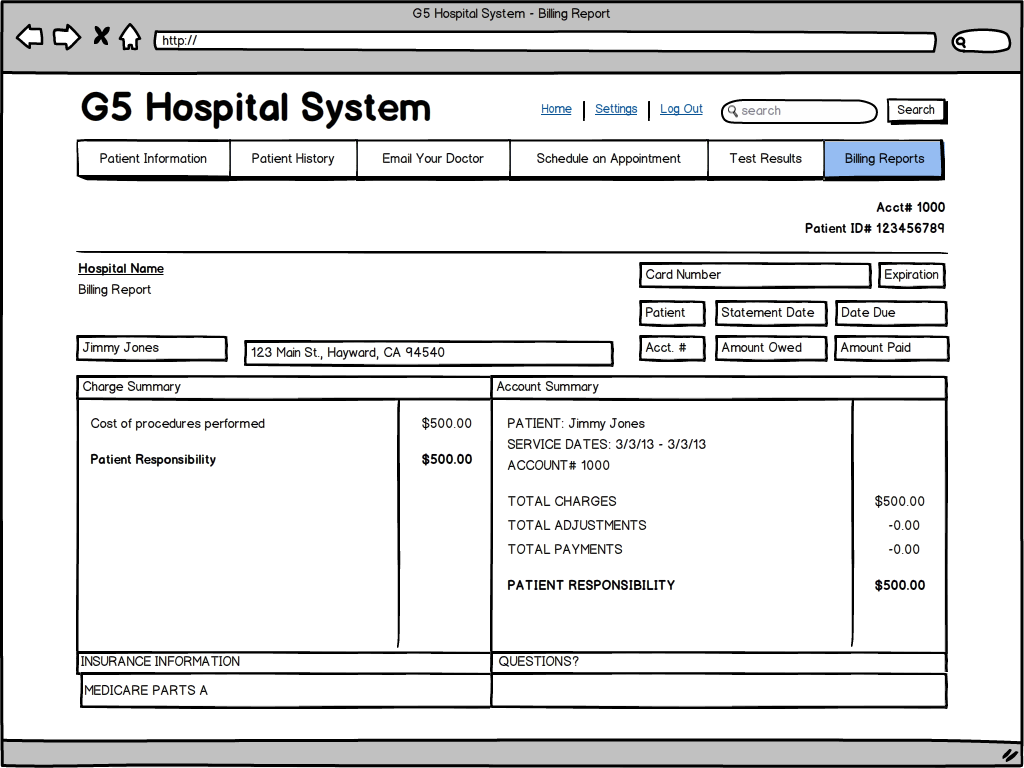 G5 Hospital System - Billing Report
http://
G5 Hospital System
Home
Settings
Log Out
search
Search
Patient Information
Patient History
Email Your Doctor
Schedule an Appointment
Test Results
Billing Reports
Acct# 1000
Patient ID# 123456789
Hospital Name
Billing Report
Card Number
Expiration
Patient
Statement Date
Date Due
Jimmy Jones
123 Main St., Hayward, CA 94540
Acct. #
Amount Owed
Amount Paid
Charge Summary
Account Summary
Cost of procedures performed $500.00
Patient Responsibility $500.00
PATIENT: Jimmy Jones
SERVICE DATES: 3/3/13 - 3/3/13
ACCOUNT# 1000
TOTAL CHARGES $500.00
TOTAL ADJUSTMENTS -0.00
TOTAL PAYMENTS -0.00
PATIENT RESPONSIBILITY $500.00
INSURANCE INFORMATION
QUESTIONS?
MEDICARE PARTS A